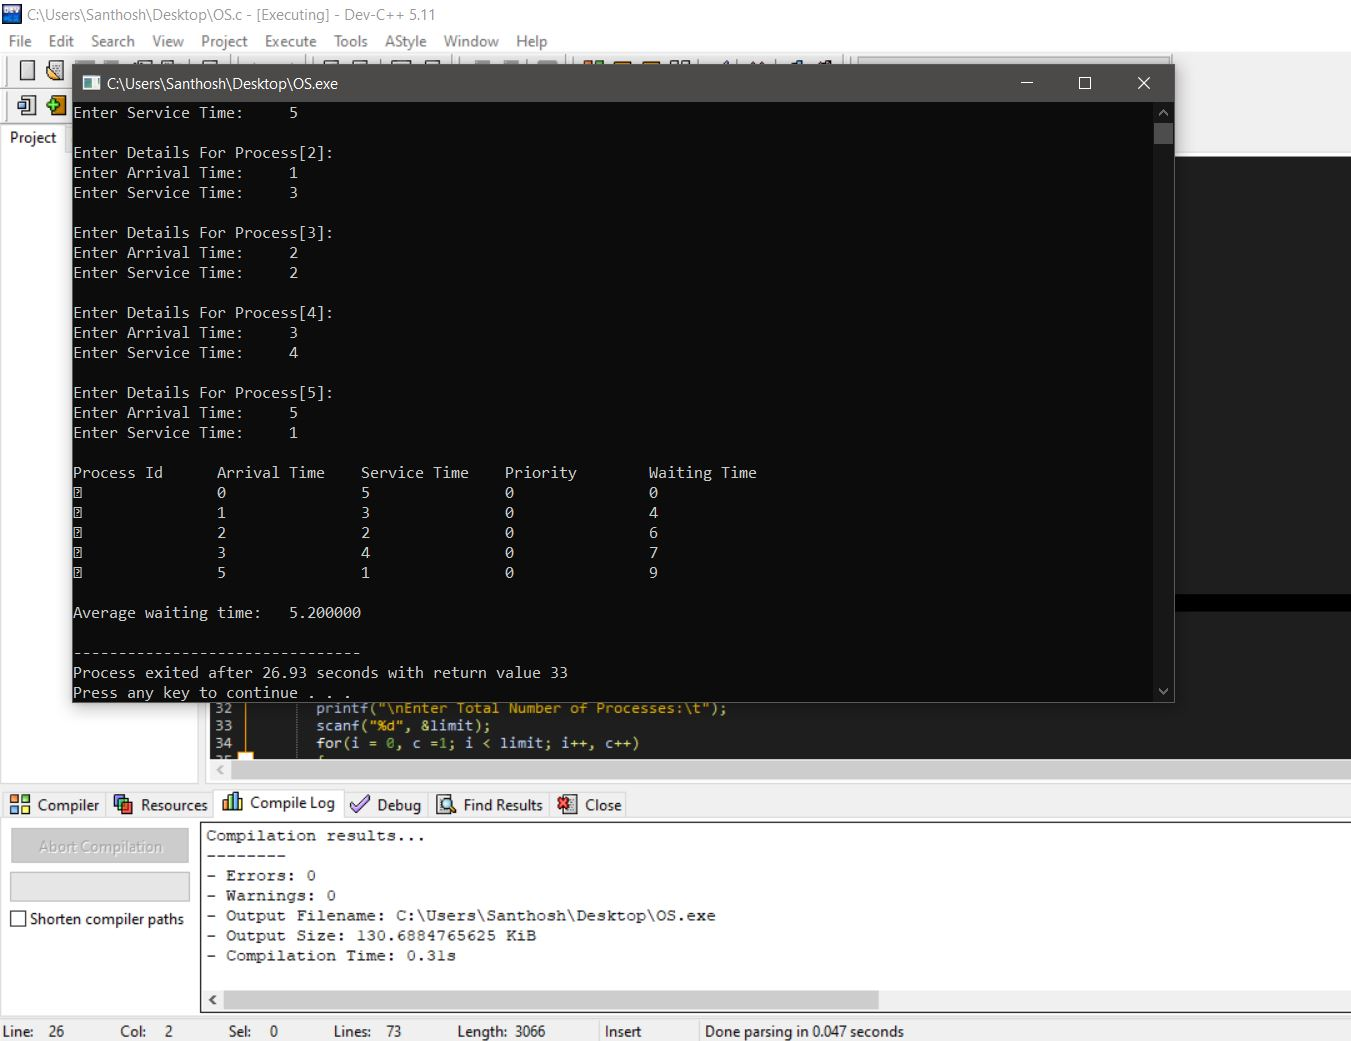 C:\Users\Santhosh\Desktop\OS.c - [Executing] - Dev-C++ 5.11
File Edit Search View Project Execute Tools AStyle Window Help
C:\Users\Santhosh\Desktop\OS.exe
Project
Enter Service Time: 5
Enter Details For Process[2]:
Enter Arrival Time: 1
Enter Service Time: 3
Enter Details For Process[3]:
Enter Arrival Time: 2
Enter Service Time: 2
Enter Details For Process[4]:
Enter Arrival Time: 3
Enter Service Time: 4
Enter Details For Process[5]:
Enter Arrival Time: 5
Enter Service Time: 1
Process Id Arrival Time Service Time Priority Waiting Time
0 5 0 0
1 3 0 4
2 2 0 6
3 4 0 7
5 1 0 9
Average waiting time: 5.200000
--------------------------------
Process exited after 26.93 seconds with return value 33
Press any key to continue . . .
32 printf("\nEnter Total Number of Processes:\t");
33 scanf("%d", &limit);
34 for(i = 0, c =1; i < limit; i++, c++)
35 {
Compiler Resources Compile Log Debug Find Results Close
Abort Compilation
Shorten compiler paths
Compilation results...
--------
- Errors: 0
- Warnings: 0
- Output Filename: C:\Users\Santhosh\Desktop\OS.exe
- Output Size: 130.6884765625 KiB
- Compilation Time: 0.31s
Line: 26 Col: 2 Sel: 0 Lines: 73 Length: 3066 Insert Done parsing in 0.047 seconds